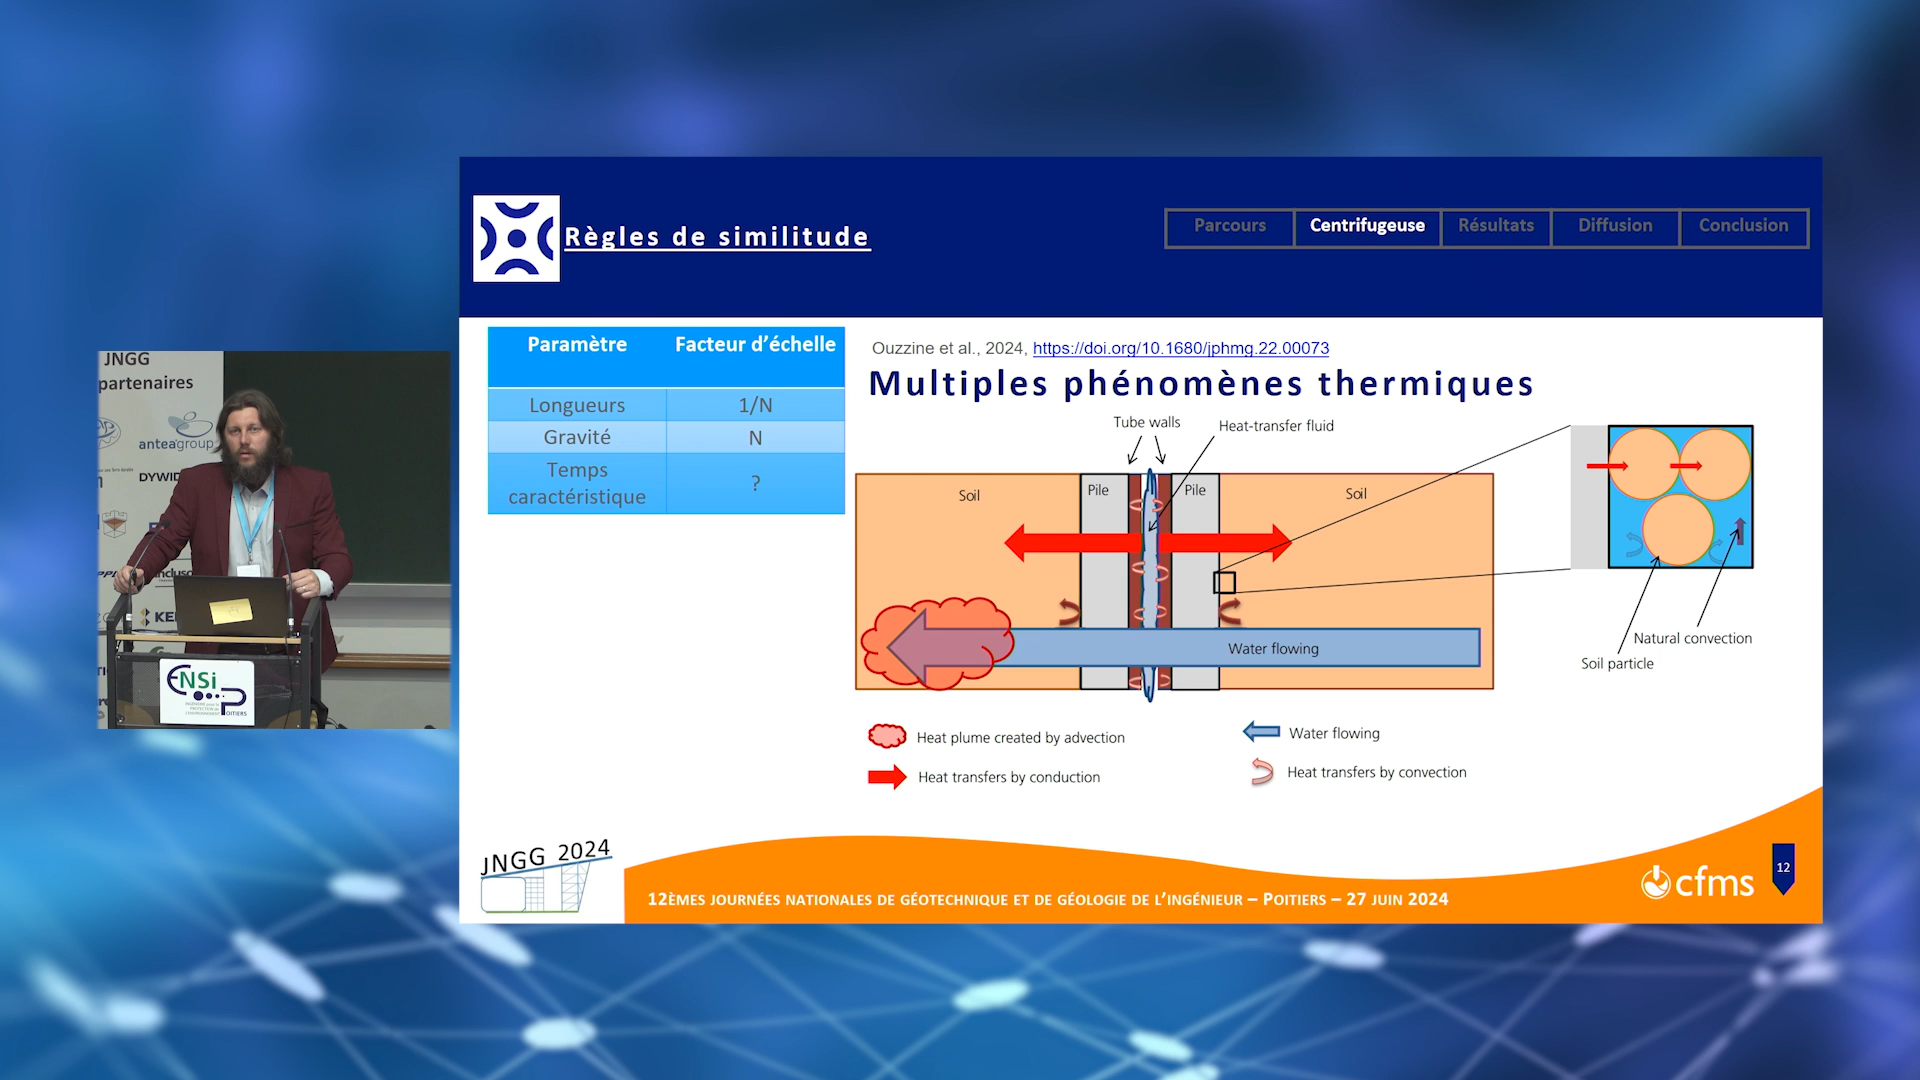 Règles de similitude
Parcours
Centrifugeuse
Résultats
Diffusion
Conclusion
Paramètre Facteur d’échelle
Longueurs 1/N
Gravité N
Temps
caractéristique ?
Ouzzine et al., 2024, https://doi.org/10.1680/jphmg.22.00073
Multiples phénomènes thermiques
Tube walls
Heat-transfer fluid
Soil
Pile
Pile
Soil
Water flowing
Natural convection
Soil particle
Heat plume created by advection
Water flowing
Heat transfers by conduction
Heat transfers by convection
JNGG 2024
12ÈMES JOURNÉES NATIONALES DE GÉOTECHNIQUE ET DE GÉOLOGIE DE L’INGÉNIEUR – POITIERS – 27 JUIN 2024
cfms
12
JNGG
partenaires
anteagroup
DYWID
ENSi
POITIERS